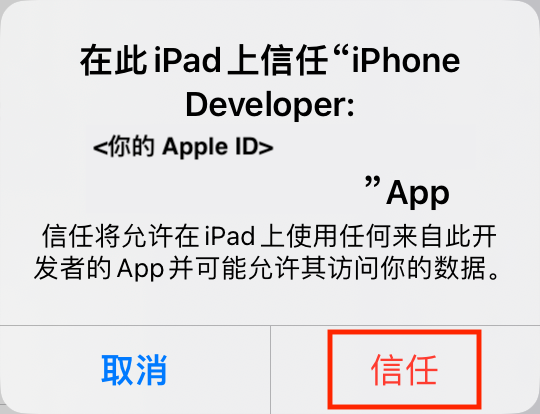 在此 iPad 上信任“iPhone
Developer:
<你的 Apple ID>
”App
信任将允许在 iPad 上使用任何来自此开
发者的 App 并可能允许其访问你的数据。
取消
信任